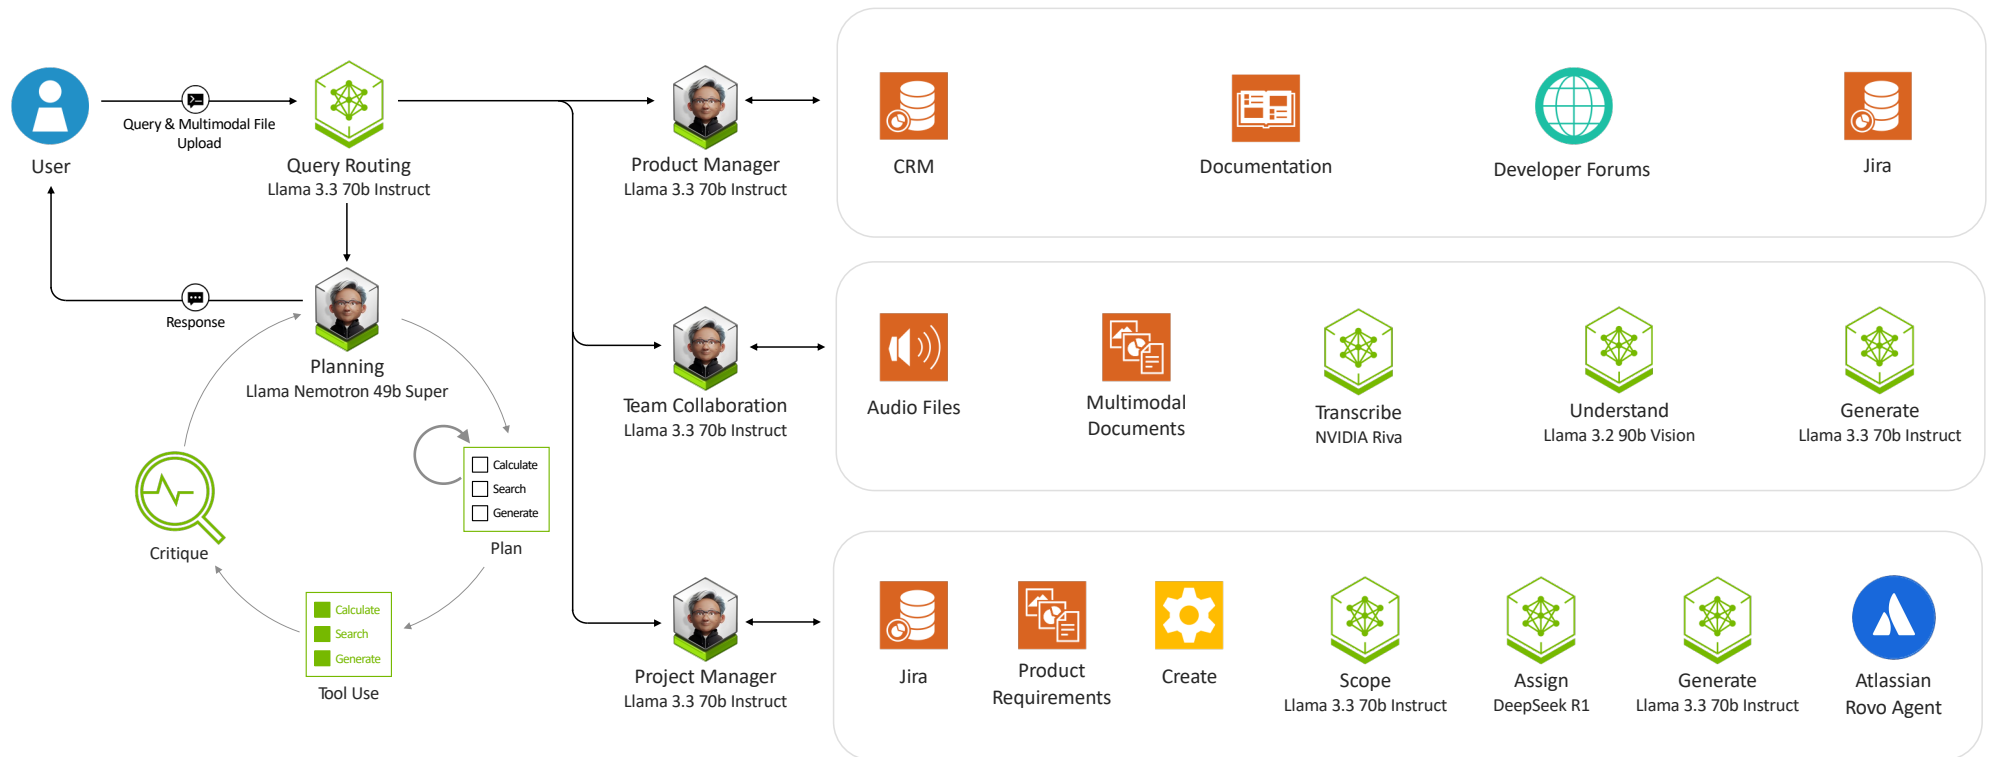 Query & Multimodal File
Upload
User
Query Routing
Llama 3.3 70b Instruct
Product Manager
Llama 3.3 70b Instruct
CRM
Documentation
Developer Forums
Jira
Response
Planning
Llama Nemotron 49b Super
Calculate
Search
Generate
Plan
Critique
Calculate
Search
Generate
Tool Use
Team Collaboration
Llama 3.3 70b Instruct
Audio Files
Multimodal
Documents
Transcribe
NVIDIA Riva
Understand
Llama 3.2 90b Vision
Generate
Llama 3.3 70b Instruct
Project Manager
Llama 3.3 70b Instruct
Jira
Product
Requirements
Create
Scope
Llama 3.3 70b Instruct
Assign
DeepSeek R1
Generate
Llama 3.3 70b Instruct
Atlassian
Rovo Agent